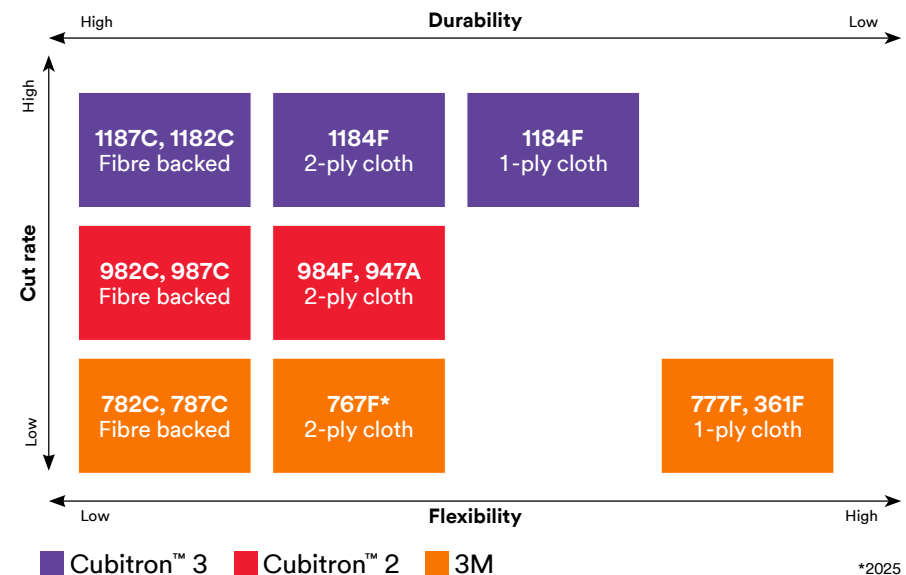 High
Durability
Low
High
Cut rate
Low
1187C, 1182C
Fibre backed
1184F
2-ply cloth
1184F
1-ply cloth
982C, 987C
Fibre backed
984F, 947A
2-ply cloth
782C, 787C
Fibre backed
767F*
2-ply cloth
777F, 361F
1-ply cloth
Low
Flexibility
High
Cubitron™ 3
Cubitron™ 2
3M
*2025